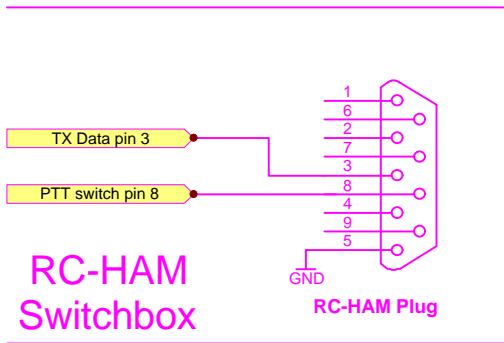 1
6
2
TX Data pin 3
7
3
PTT switch pin 8
8
4
9
5
RC-HAM
Switchbox
GND
RC-HAM Plug